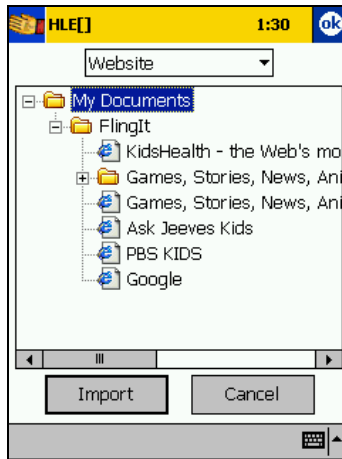 HLE[] 1:30 ok
Website
My Documents
FlingIt
KidsHealth - the Web's mo
Games, Stories, News, Ani
Games, Stories, News, Ani
Ask Jeeves Kids
PBS KIDS
Google
Import Cancel